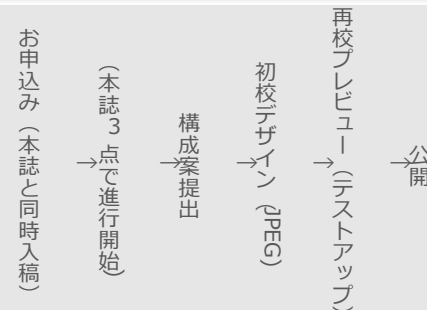 お申込み（本誌と同時入稿）
→
（本誌3点で進行開始）
→
構成案提出
→
初校デザイン（JPEG）
→
再校プレビュー（テストアップ）
→
公開